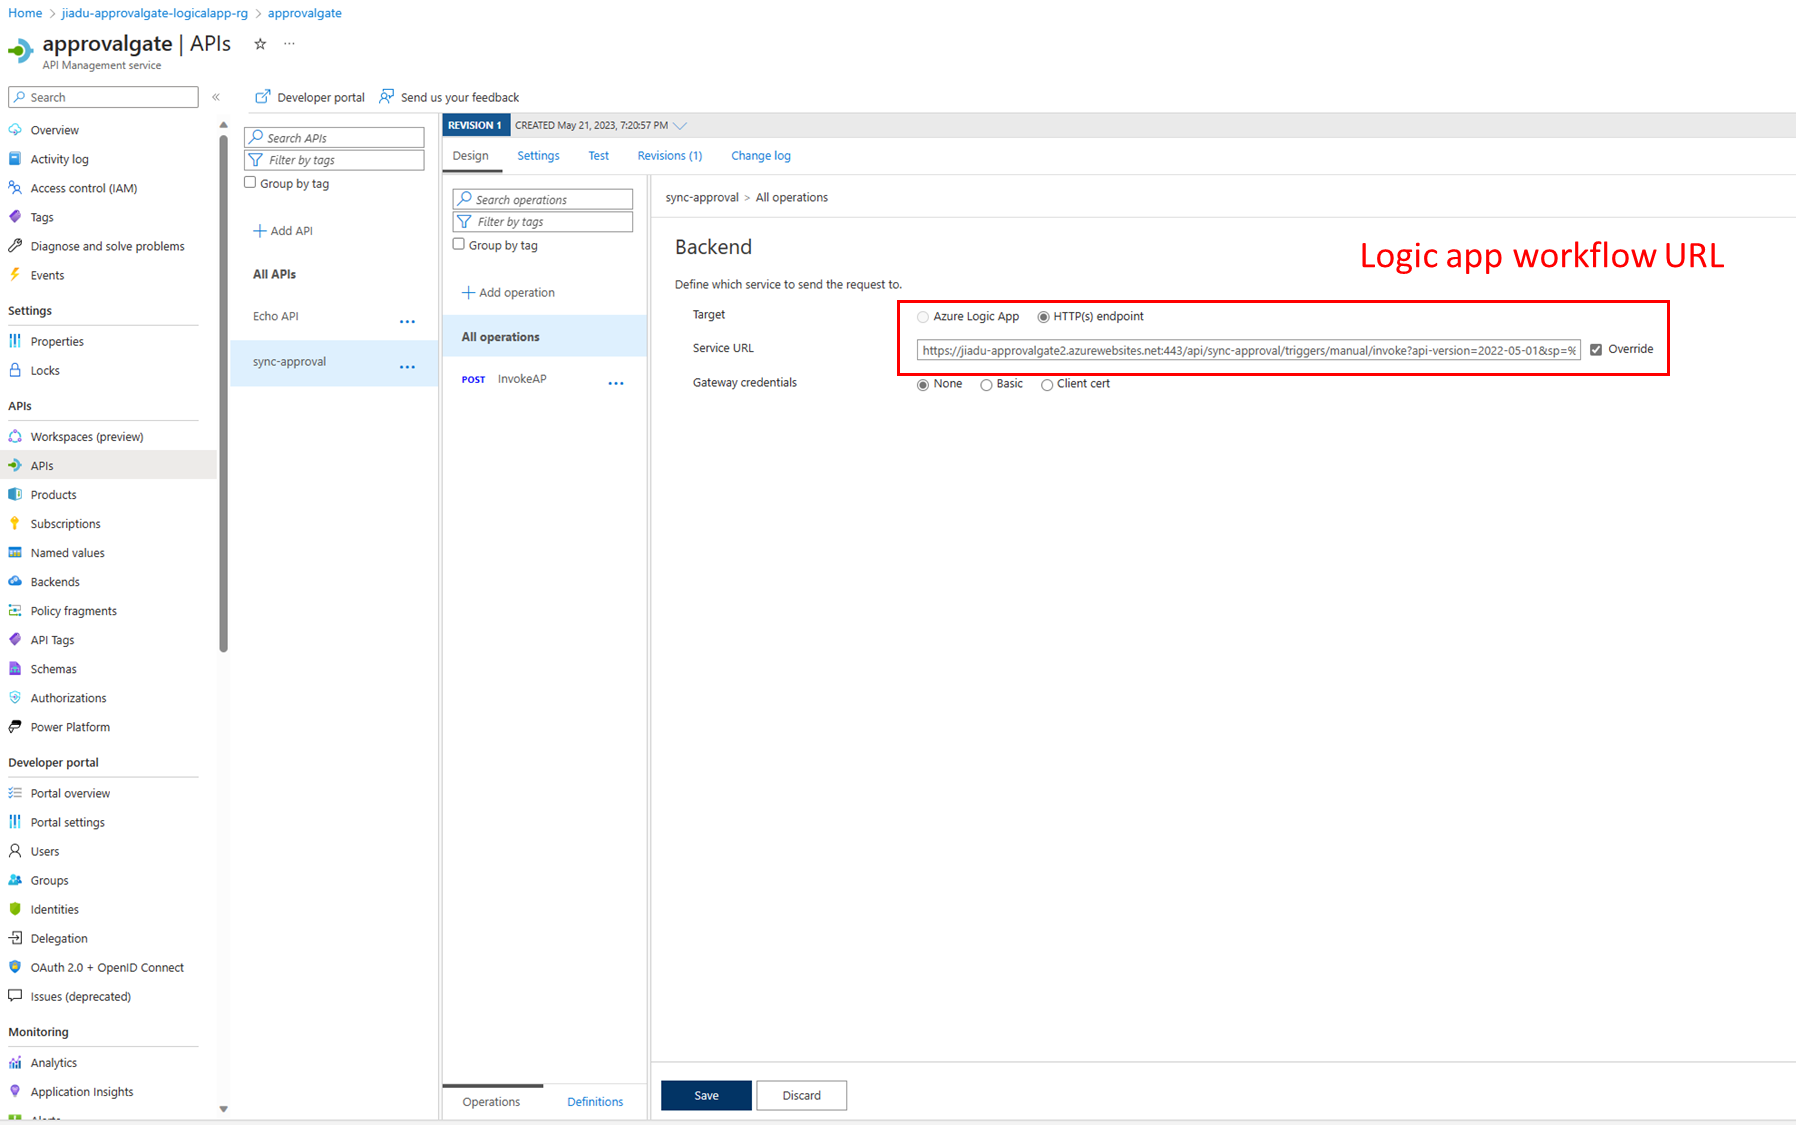 Home > jiadu-approvalgate-logicalapp-rg > approvalgate
approvalgate | APIs
API Management service
Search
Developer portal
Send us your feedback
Overview
Activity log
Access control (IAM)
Tags
Diagnose and solve problems
Events
Settings
Properties
Locks
APIs
Workspaces (preview)
APIs
Products
Subscriptions
Named values
Backends
Policy fragments
API Tags
Schemas
Authorizations
Power Platform
Developer portal
Portal overview
Portal settings
Users
Groups
Identities
Delegation
OAuth 2.0 + OpenID Connect
Issues (deprecated)
Monitoring
Analytics
Application Insights
Search APIs
Filter by tags
Group by tag
Add API
All APIs
Echo API
sync-approval
REVISION 1 CREATED May 21, 2023, 7:20:57 PM
Design Settings Test Revisions (1) Change log
Search operations
Filter by tags
Group by tag
Add operation
All operations
POST InvokeAP
Operations Definitions
sync-approval > All operations
Backend
Logic app workflow URL
Define which service to send the request to.
Target Azure Logic App HTTP(s) endpoint
Service URL https://jiadu-approvalgate2.azurewebsites.net:443/api/sync-approval/triggers/manual/invoke?api-version=2022-05-01&sp=% Override
Gateway credentials None Basic Client cert
Save Discard